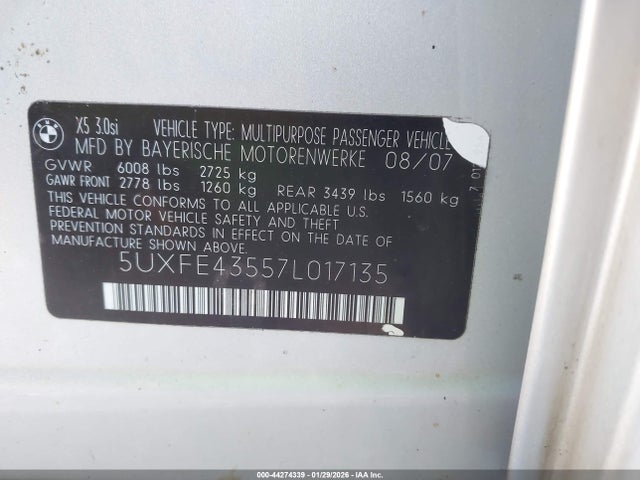 BMW
X5 3.0si VEHICLE TYPE: MULTIPURPOSE PASSENGER VEHICLE
MFD BY BAYERISCHE MOTORENWERKE 08/07
GVWR 6008 lbs 2725 kg
GAWR FRONT 2778 lbs 1260 kg REAR 3439 lbs 1560 kg
THIS VEHICLE CONFORMS TO ALL APPLICABLE U.S.
FEDERAL MOTOR VEHICLE SAFETY AND THEFT
PREVENTION STANDARDS IN EFFECT ON THE DATE OF
MANUFACTURE SHOWN ABOVE.
5UXFE43557L017135
000-44274339 | 01/29/2026 - IAAI.COM